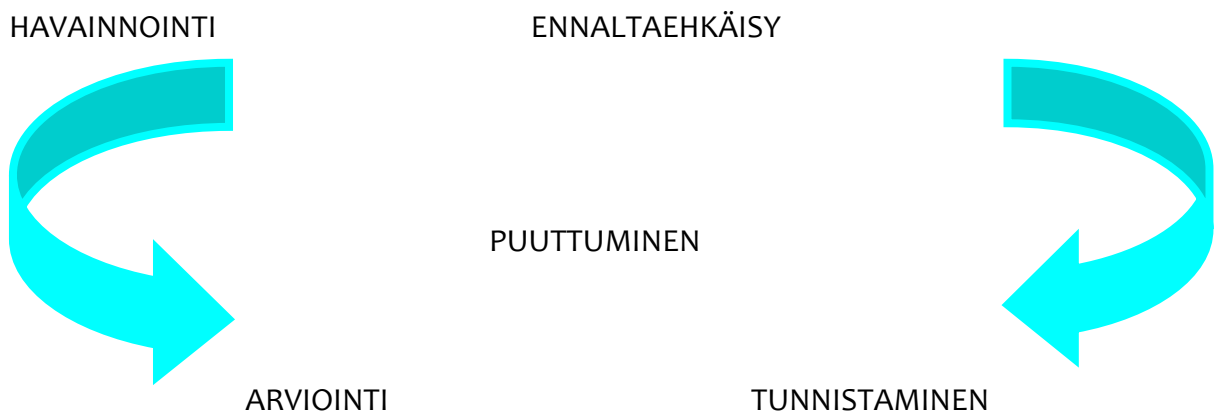 HAVAINNOINTI ENNALTAEHKÄISY
PUUTTUMINEN
ARVIOINTI TUNNISTAMINEN